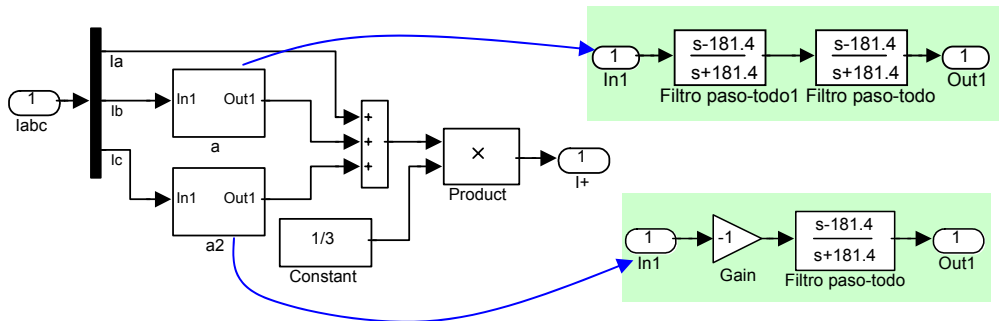 1
Iabc
Ia
Ib
Ic
In1
Out1
a
In1
Out1
a2
+
+
+
1/3
Constant
×
Product
1
I+
1
In1
s-181.4
s+181.4
Filtro paso-todo1
s-181.4
s+181.4
Filtro paso-todo
1
Out1
1
In1
-1
Gain
s-181.4
s+181.4
Filtro paso-todo
1
Out1